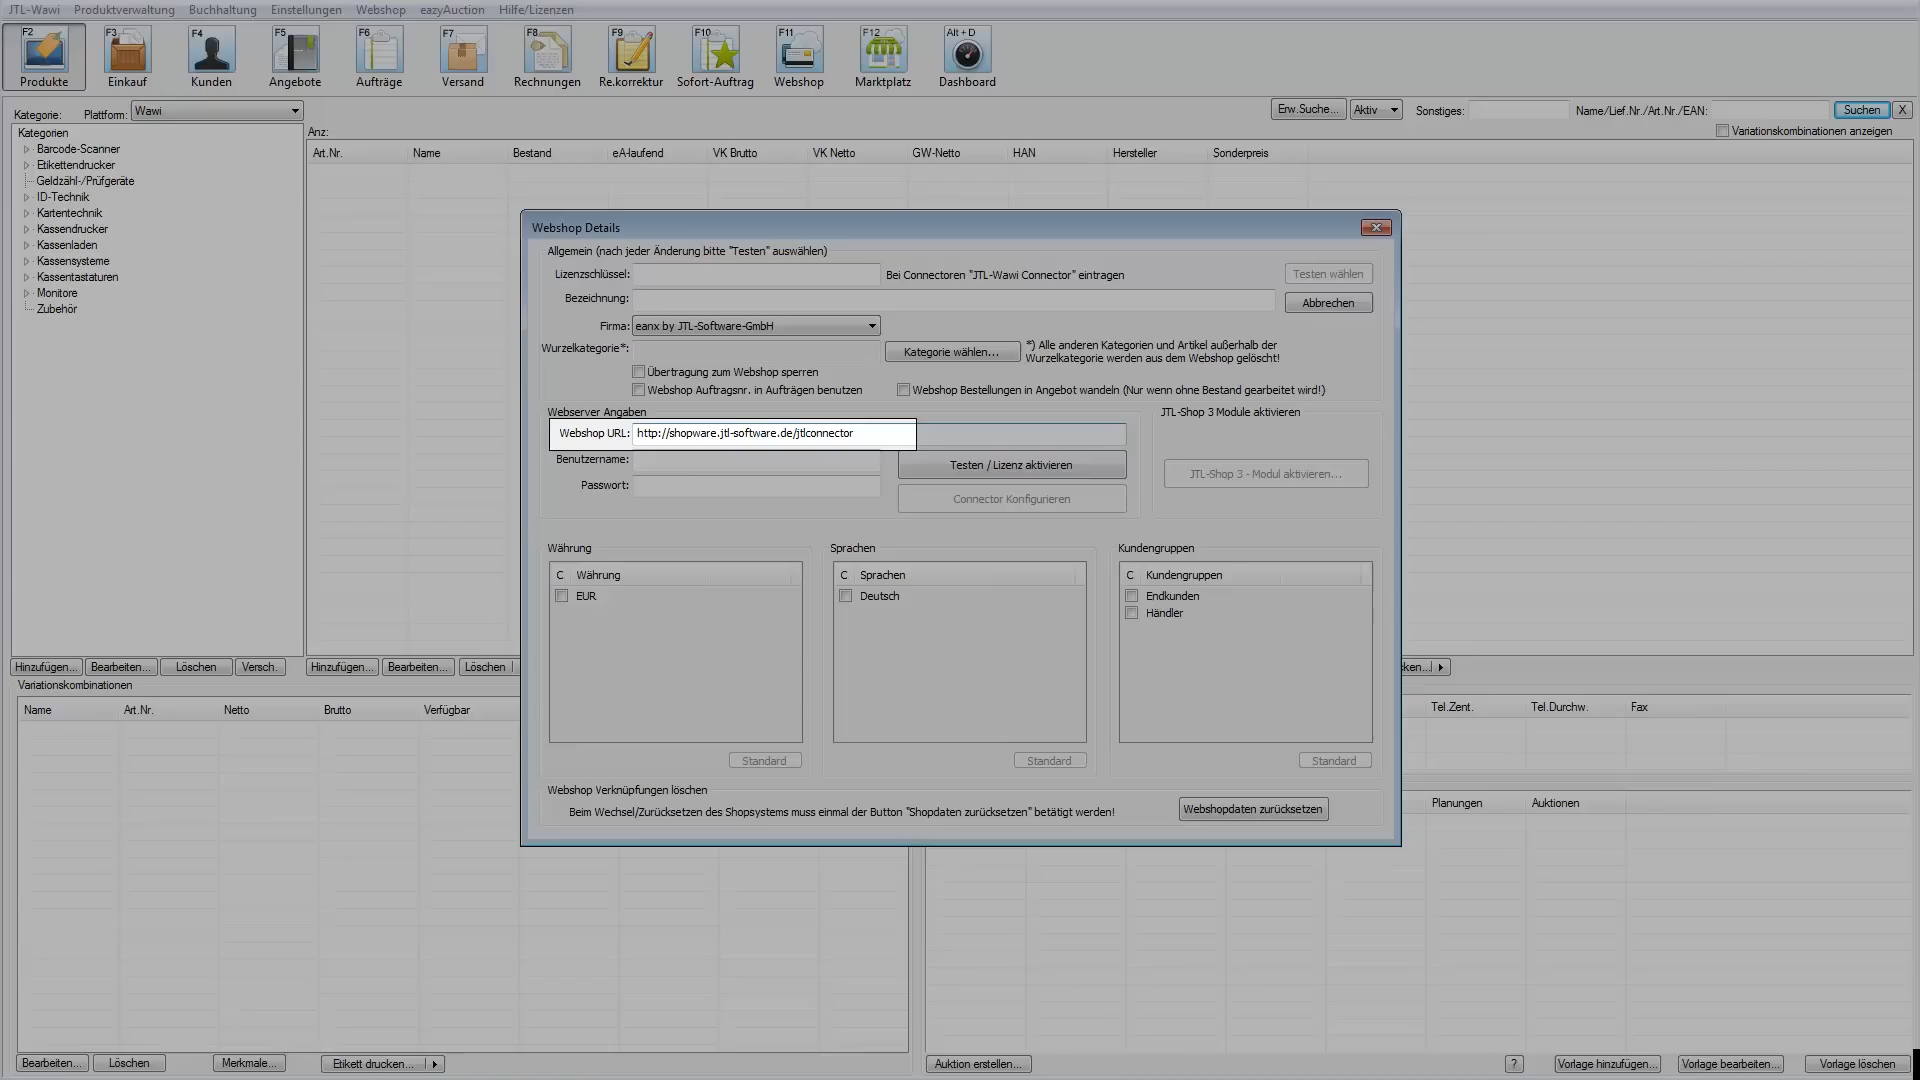 JTL-Wawi Produktverwaltung Buchhaltung Einstellungen Webshop eazyAuction Hilfe/Lizenzen
F2 F3 F4 F5 F6 F7 F8 F9 F10 F11 F12 Alt + D
Produkte Einkauf Kunden Angebote Aufträge Versand Rechnungen Re.korrektur Sofort-Auftrag Webshop Marktplatz Dashboard
Kategorie: Plattform: Wawi
Erw.Suche... Aktiv Sonstiges: Name/Lief.Nr./Art.Nr./EAN: Suchen X
Variationskombinationen anzeigen
Kategorien
Barcode-Scanner
Etikettendrucker
Geldzähl-/Prüfgeräte
ID-Technik
Kartentechnik
Kassendrucker
Kassenladen
Kassensysteme
Kassentastaturen
Monitore
Zubehör
Anz:
Art.Nr. Name Bestand eA-laufend VK Brutto VK Netto GW-Netto HAN Hersteller Sonderpreis
Webshop Details
Allgemein (nach jeder Änderung bitte "Testen" auswählen)
Lizenzschlüssel: Bei Connectoren "JTL-Wawi Connector" eintragen Testen wählen
Bezeichnung: Abbrechen
Firma: eanx by JTL-Software-GmbH
Wurzelkategorie*: Kategorie wählen... *) Alle anderen Kategorien und Artikel außerhalb der
Wurzelkategorie werden aus dem Webshop gelöscht!
Übertragung zum Webshop sperren
Webshop Auftragsnr. in Aufträgen benutzen Webshop Bestellungen in Angebot wandeln (Nur wenn ohne Bestand gearbeitet wird!)
Webserver Angaben JTL-Shop 3 Module aktivieren
Webshop URL: http://shopware.jtl-software.de/jtlconnector
Benutzername: Testen / Lizenz aktivieren
JTL-Shop 3 - Modul aktivieren...
Passwort: Connector Konfigurieren
Währung Sprachen Kundengruppen
C Währung C Sprachen C Kundengruppen
EUR Deutsch Endkunden
Händler
Standard Standard Standard
Webshop Verknüpfungen löschen
Beim Wechsel/Zurücksetzen des Shopsystems muss einmal der Button "Shopdaten zurücksetzen" betätigt werden! Webshopdaten zurücksetzen
Hinzufügen... Bearbeiten... Löschen Versch. Hinzufügen... Bearbeiten... Löschen cken...
Variationskombinationen
Name Art.Nr. Netto Brutto Verfügbar
Tel.Zent. Tel.Durchw. Fax
Planungen Auktionen
Bearbeiten... Löschen Merkmale... Etikett drucken...
Auktion erstellen... ? Vorlage hinzufügen... Vorlage bearbeiten... Vorlage löschen